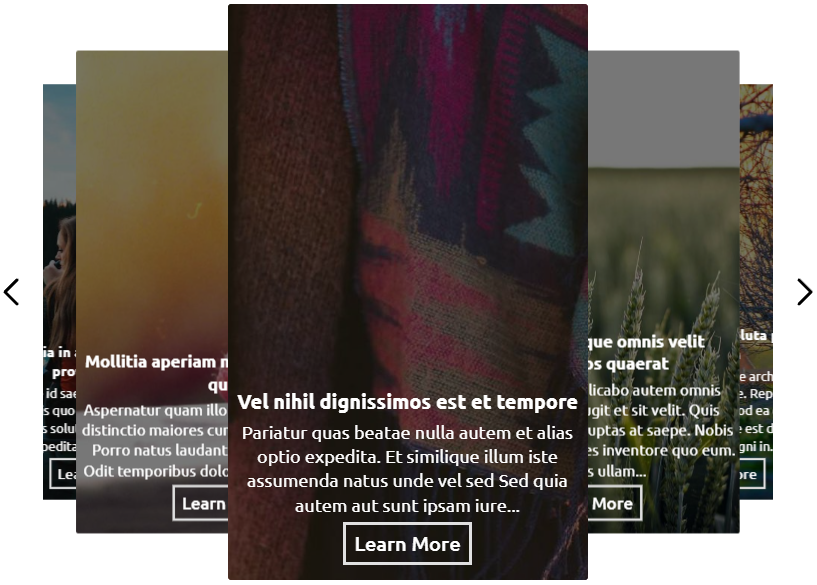 ia in a
pro
id sae
s quo
s solu
pedita
Lea
Mollitia aperiam n
qu
Aspernatur quam illo
distinctio maiores cur
Porro natus laudant
Odit temporibus dolo
Learn
Vel nihil dignissimos est et tempore
Pariatur quas beatae nulla autem et alias
optio expedita. Et similique illum iste
assumenda natus unde vel sed Sed quia
autem aut sunt ipsam iure...
Learn More
que omnis velit
os quaerat
licabo autem omnis
ugit et sit velit. Quis
uptas at saepe. Nobis
es inventore quo eum.
s ullam...
More
luta p
e arch
e. Rep
od ea
e est d
gni in.
ore